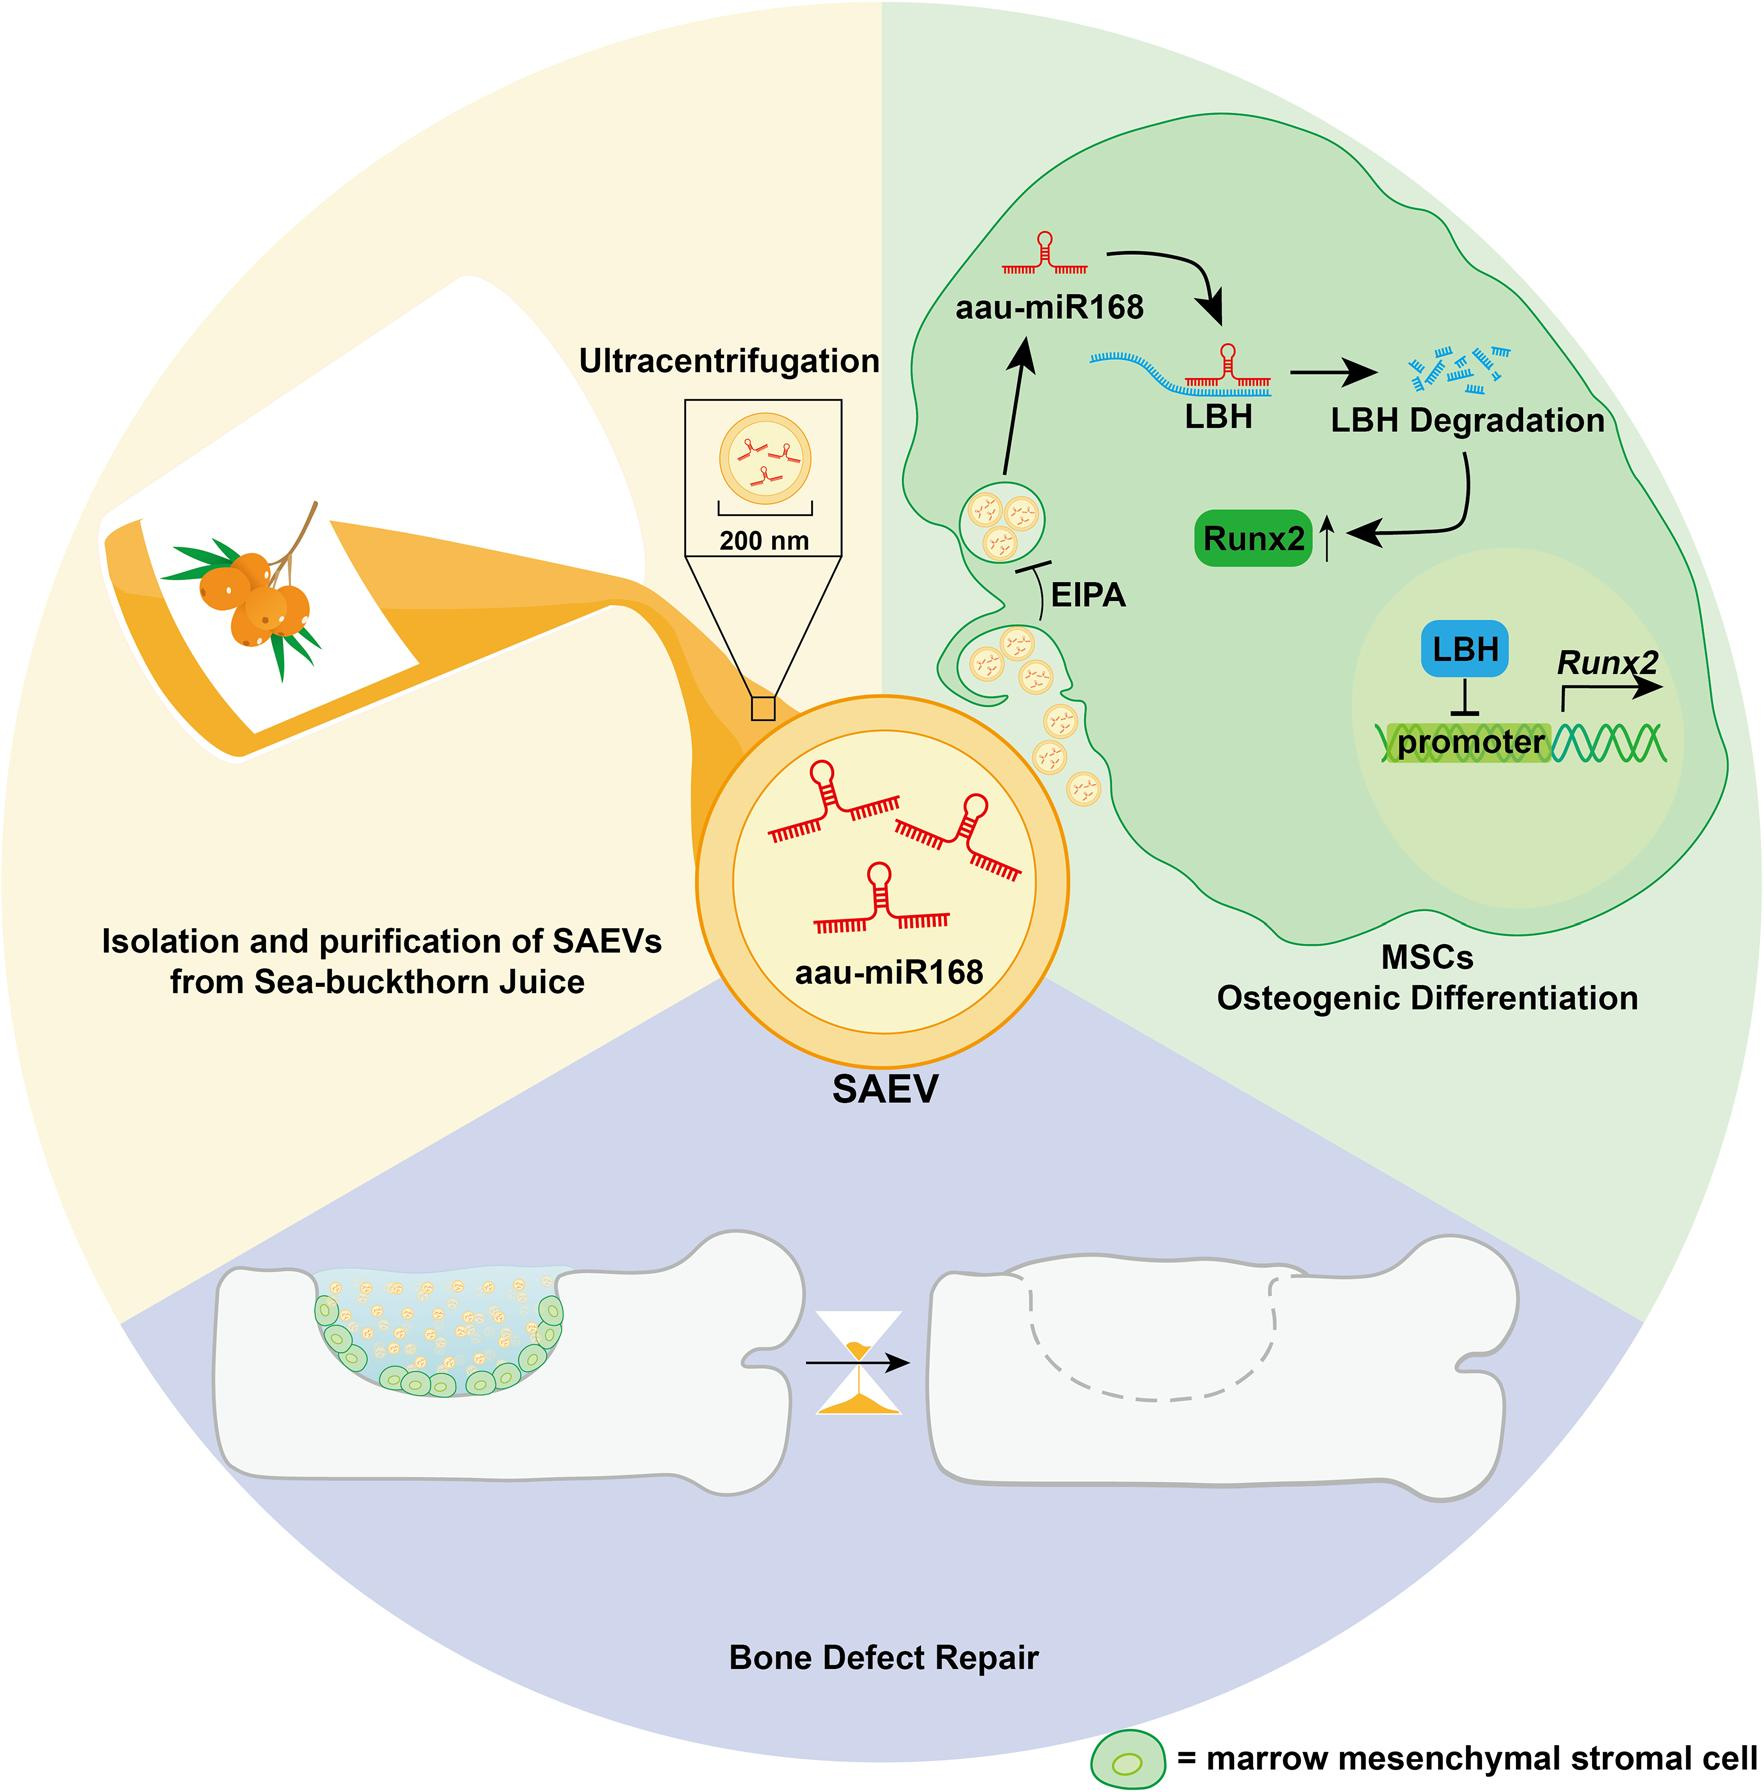 Ultracentrifugation
200 nm
Isolation and purification of SAEVs
from Sea-buckthorn Juice
aau-miR168
LBH
LBH Degradation
Runx2
EIPA
LBH
Runx2
promoter
MSCs
Osteogenic Differentiation
aau-miR168
SAEV
Bone Defect Repair
= marrow mesenchymal stromal cell